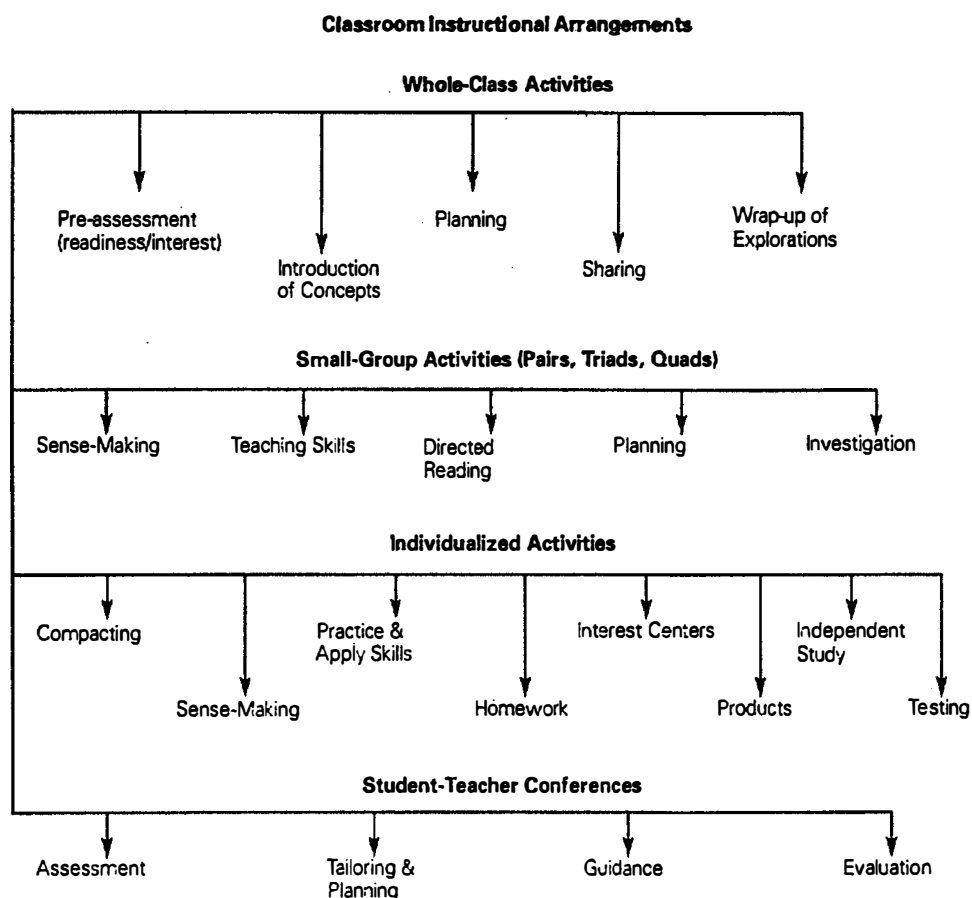 Classroom Instructional Arrangements
Whole-Class Activities
Pre-assessment
(readiness/interest)
Introduction
of Concepts
Planning
Sharing
Wrap-up of
Explorations
Small-Group Activities (Pairs, Triads, Quads)
Sense-Making
Teaching Skills
Directed
Reading
Planning
Investigation
Individualized Activities
Compacting
Sense-Making
Practice &
Apply Skills
Homework
Interest Centers
Products
Independent
Study
Testing
Student-Teacher Conferences
Assessment
Tailoring &
Planning
Guidance
Evaluation